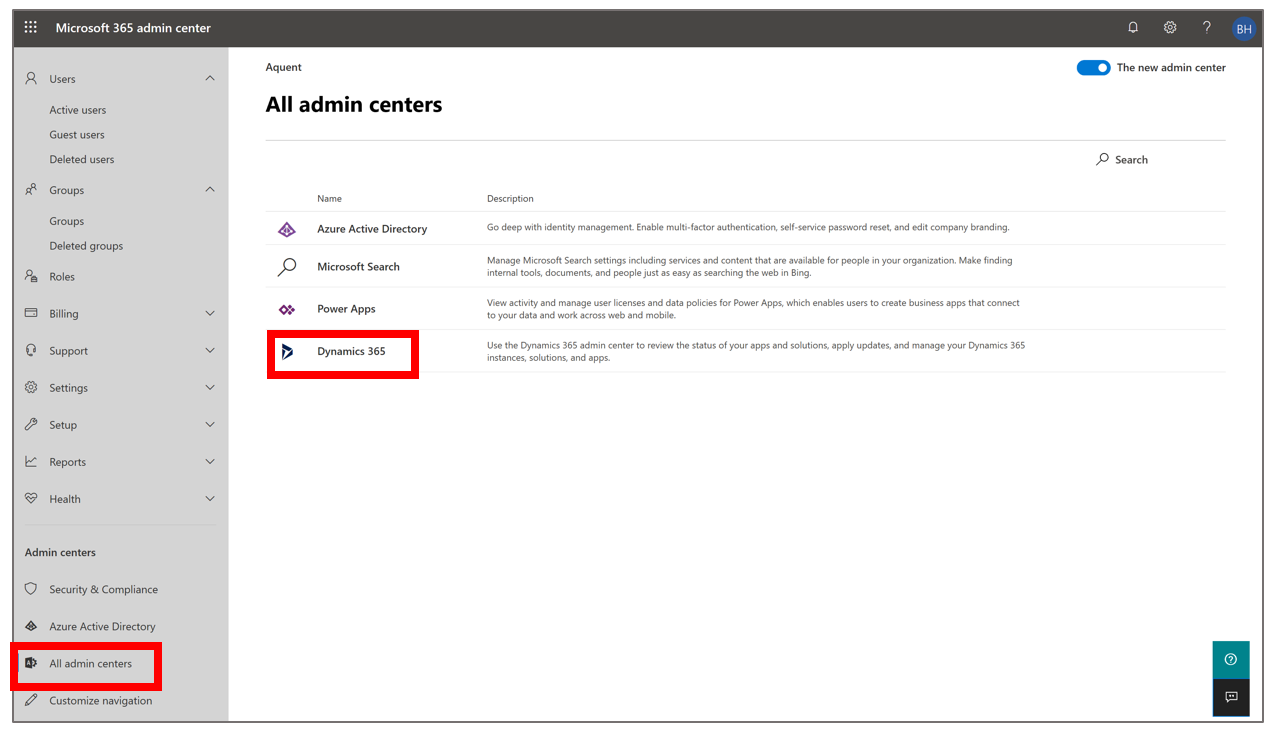 Microsoft 365 admin center
BH
Users
Active users
Guest users
Deleted users
Groups
Groups
Deleted groups
Roles
Billing
Support
Settings
Setup
Reports
Health
Admin centers
Security & Compliance
Azure Active Directory
All admin centers
Customize navigation
Aquent
The new admin center
All admin centers
Search
Name Description
Azure Active Directory
Go deep with identity management. Enable multi-factor authentication, self-service password reset, and edit company branding.
Microsoft Search
Manage Microsoft Search settings including services and content that are available for people in your organization. Make finding
internal tools, documents, and people just as easy as searching the web in Bing.
Power Apps
View activity and manage user licenses and data policies for Power Apps, which enables users to create business apps that connect
to your data and work across web and mobile.
Dynamics 365
Use the Dynamics 365 admin center to review the status of your apps and solutions, apply updates, and manage your Dynamics 365
instances, solutions, and apps.